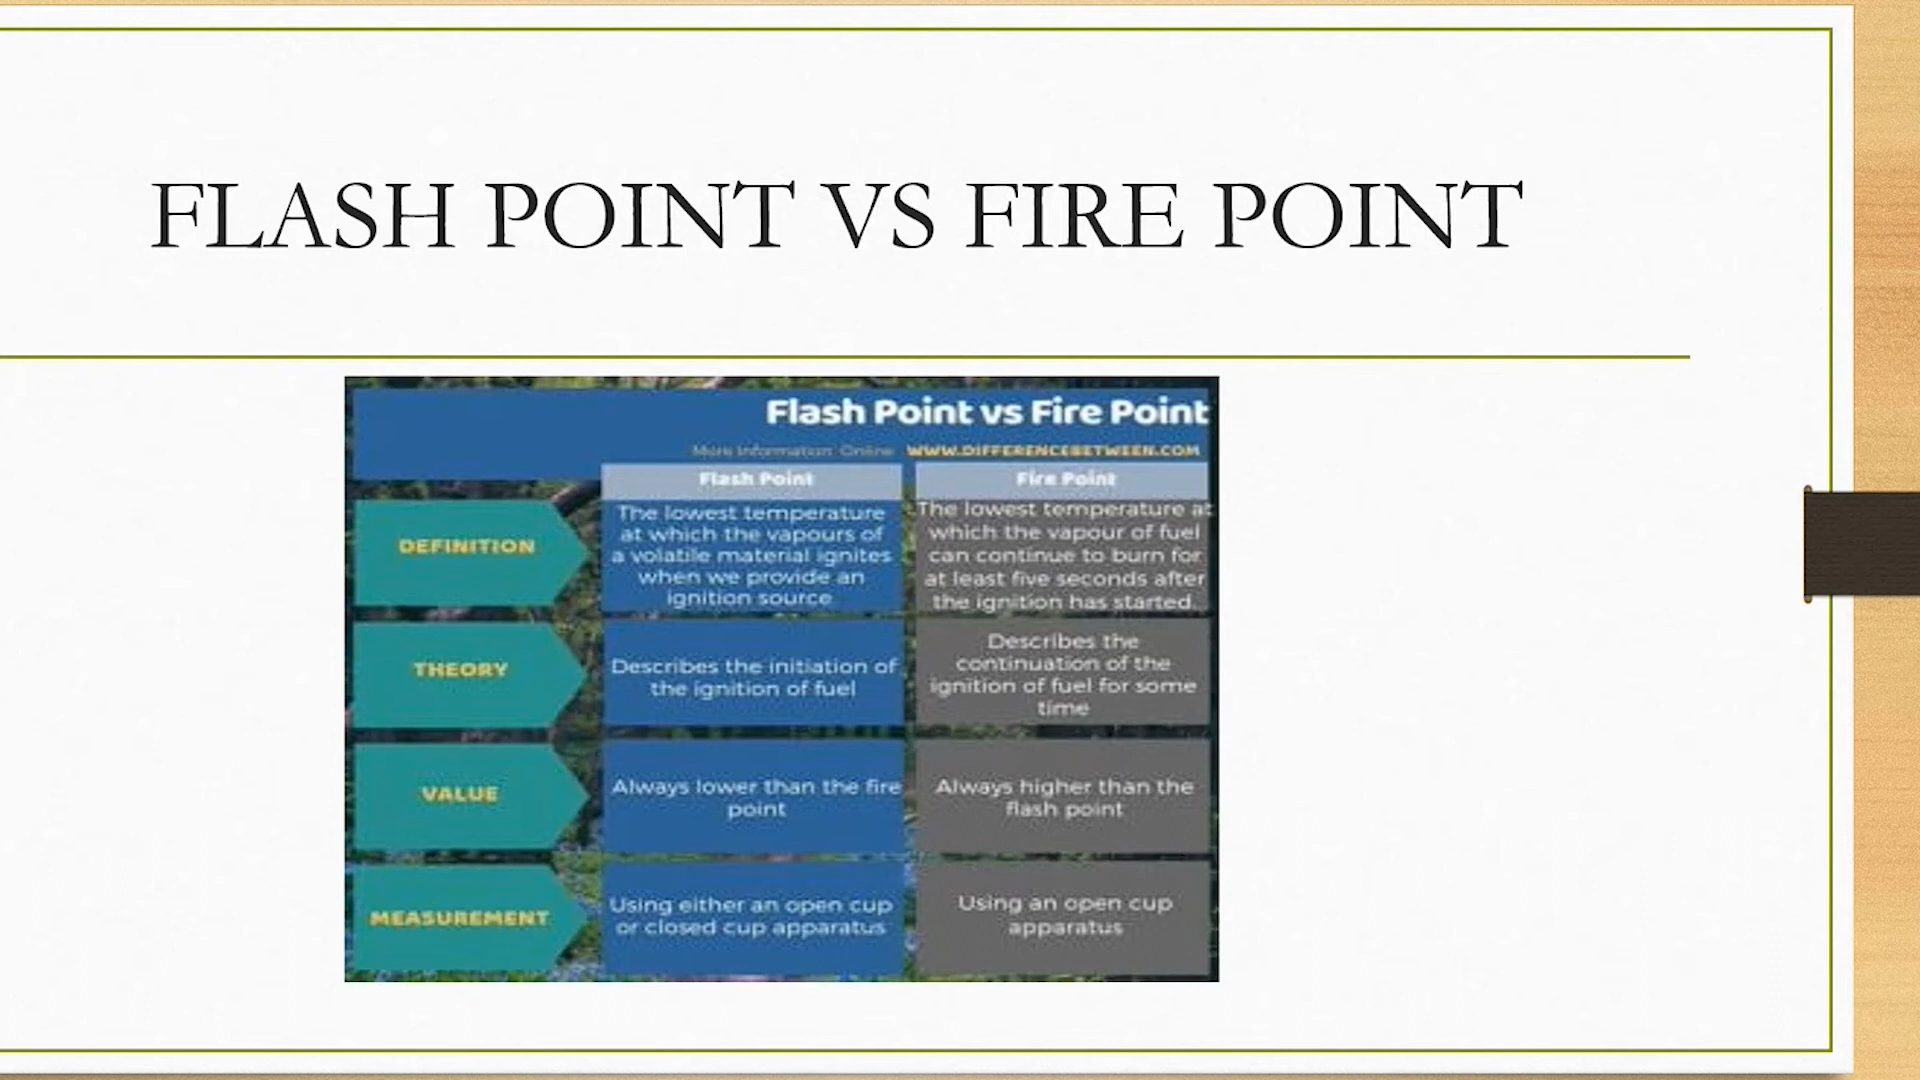 FLASH POINT VS FIRE POINT
Flash Point vs Fire Point
More Information Online WWW.DIFFERENCEBETWEEN.COM
Flash Point
Fire Point
DEFINITION
The lowest temperature
at which the vapours of
a volatile material ignites
when we provide an
ignition source
The lowest temperature at
which the vapour of fuel
can continue to burn for
at least five seconds after
the ignition has started.
THEORY
Describes the initiation of
the ignition of fuel
Describes the
continuation of the
ignition of fuel for some
time
VALUE
Always lower than the fire
point
Always higher than the
flash point
MEASUREMENT
Using either an open cup
or closed cup apparatus
Using an open cup
apparatus